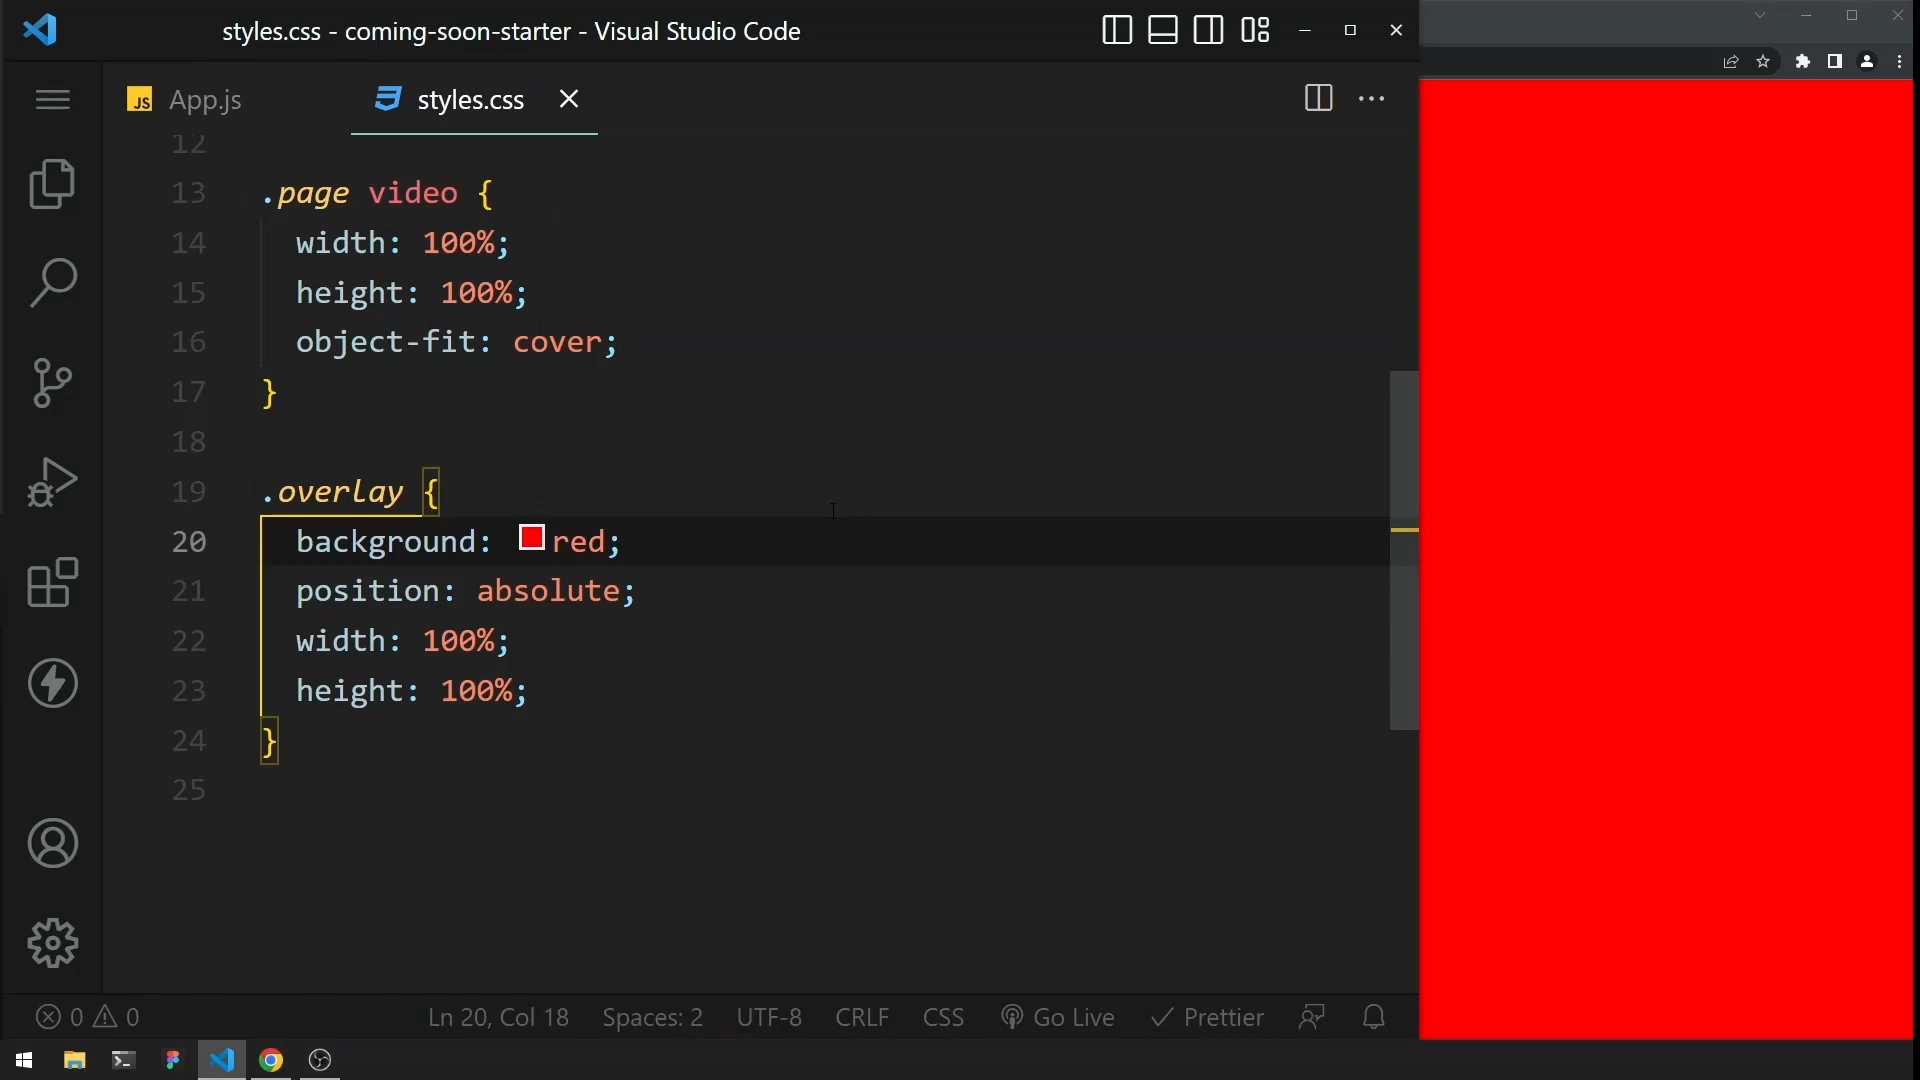 styles.css - coming-soon-starter - Visual Studio Code
JS App.js styles.css
12
13 .page video {
14 width: 100%;
15 height: 100%;
16 object-fit: cover;
17 }
18
19 .overlay {
20 background: red;
21 position: absolute;
22 width: 100%;
23 height: 100%;
24 }
25
0 0 Ln 20, Col 18 Spaces: 2 UTF-8 CRLF CSS Go Live Prettier